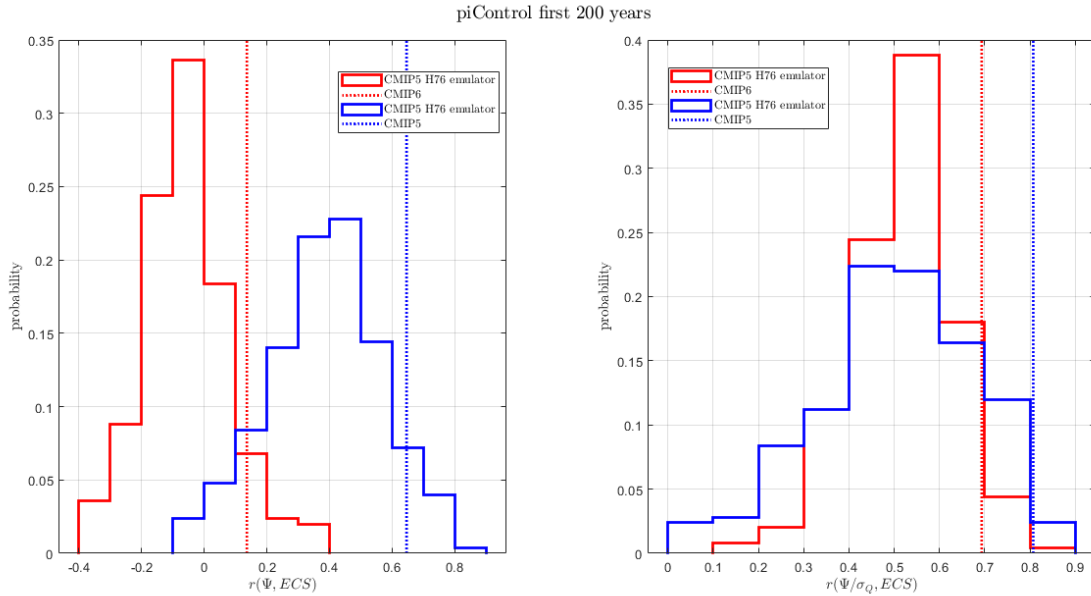 piControl first 200 years
0.35
0.3
0.25
0.2
0.15
0.1
0.05
0
probability
CMIP5 H76 emulator
CMIP6
CMIP5 H76 emulator
CMIP5
-0.4 -0.2 0 0.2 0.4 0.6 0.8
r(Ψ, ECS)
0.4
0.35
0.3
0.25
0.2
0.15
0.1
0.05
0
probability
CMIP5 H76 emulator
CMIP6
CMIP5 H76 emulator
CMIP5
0 0.1 0.2 0.3 0.4 0.5 0.6 0.7 0.8 0.9
r(Ψ/σ_Q, ECS)